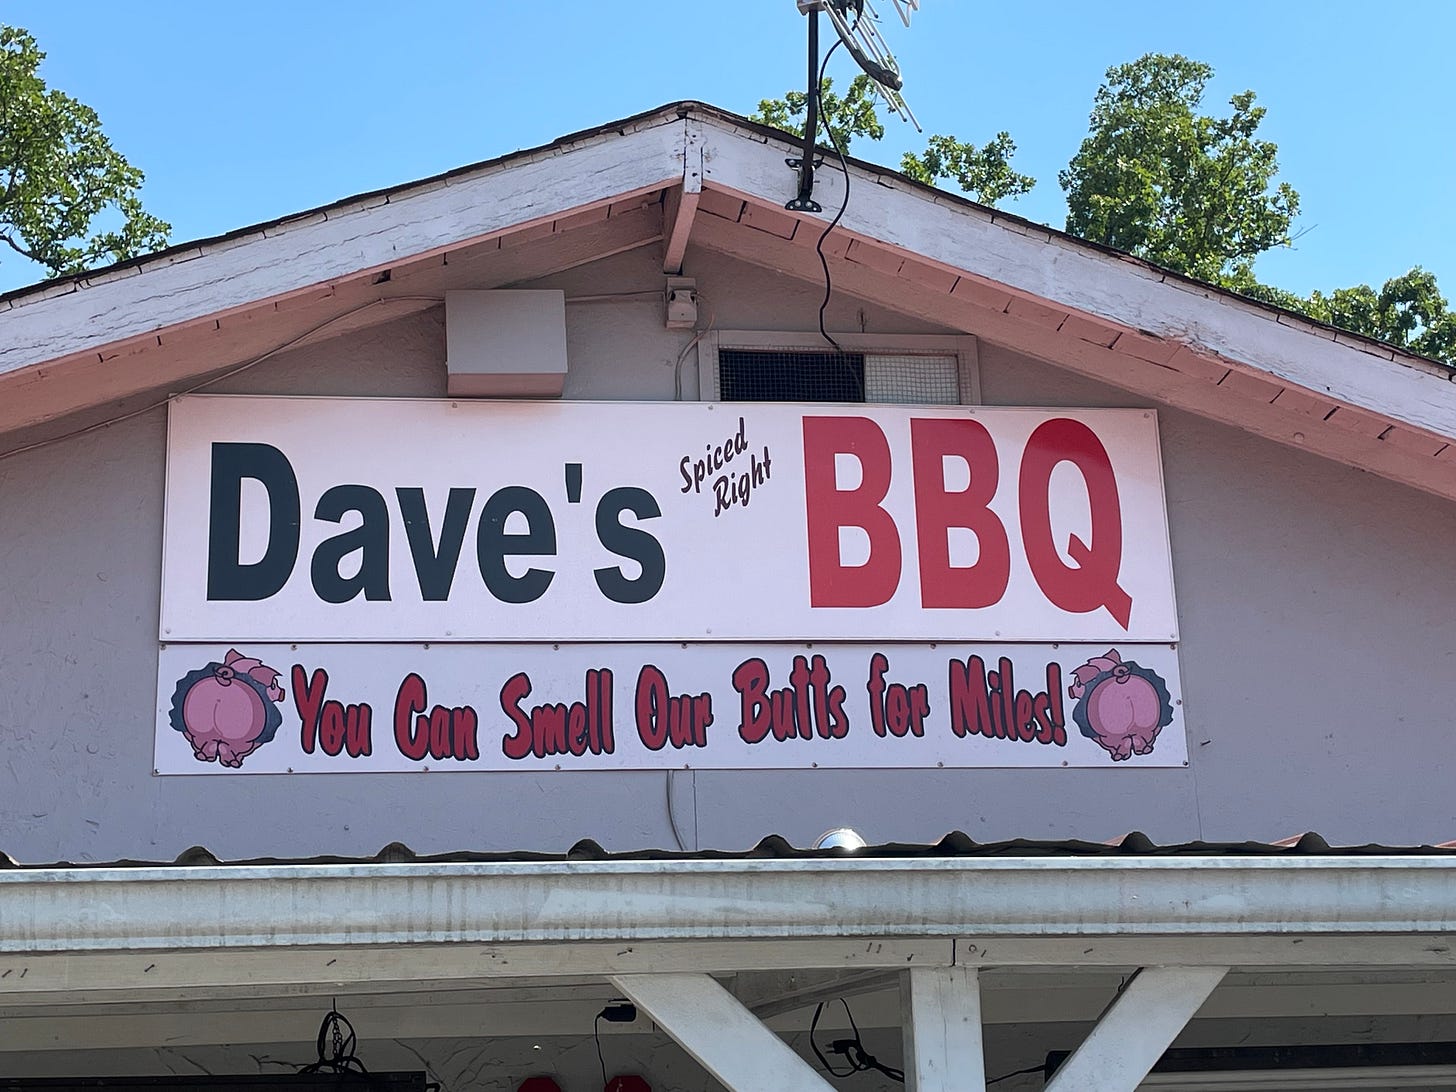 Dave's Spiced Right BBQ
You Can Smell Our Butts for Miles!